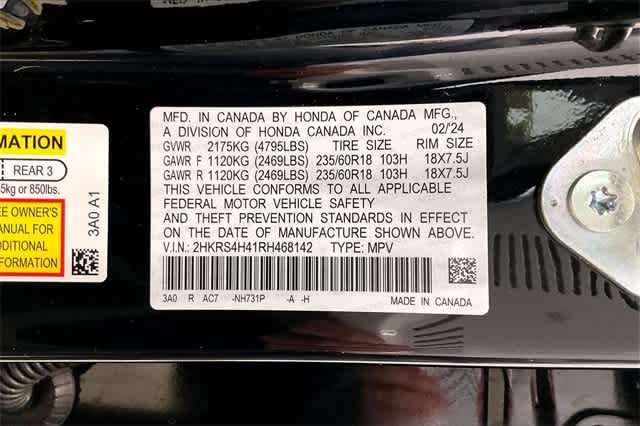 MFD. IN CANADA BY HONDA OF CANADA MFG.,
A DIVISION OF HONDA CANADA INC. 02/24
GVWR 2175KG (4795LBS) TIRE SIZE RIM SIZE
GAWR F 1120KG (2469LBS) 235/60R18 103H 18X7.5J
GAWR R 1120KG (2469LBS) 235/60R18 103H 18X7.5J
THIS VEHICLE CONFORMS TO ALL APPLICABLE
FEDERAL MOTOR VEHICLE SAFETY
AND THEFT PREVENTION STANDARDS IN EFFECT
ON THE DATE OF MANUFACTURE SHOWN ABOVE.
V.I.N.: 2HKRS4H41RH468142 TYPE: MPV
3A0 R AC7 -NH731P -A -H
MADE IN CANADA
MATION
REAR 3
5kg or 850lbs.
EE OWNER'S
ANUAL FOR
DDITIONAL
FORMATION
3A0 A1